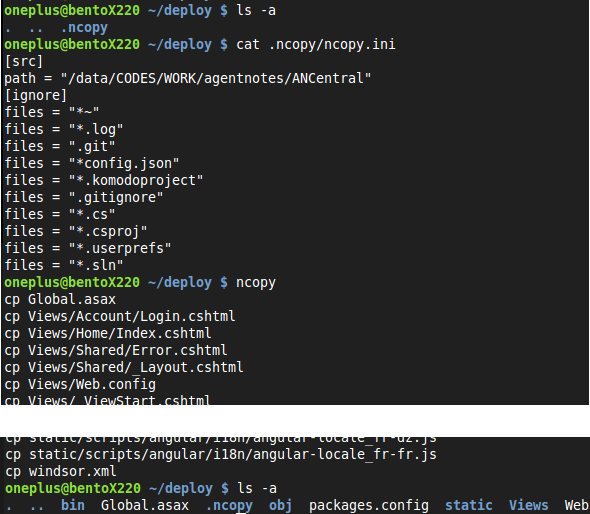 oneplus@bentoX220 ~/deploy $ ls -a
. .. .ncopy
oneplus@bentoX220 ~/deploy $ cat .ncopy/ncopy.ini
[src]
path = "/data/CODES/WORK/agentnotes/ANCentral"
[ignore]
files = "*~"
files = "*.log"
files = ".git"
files = "*config.json"
files = "*.komodoproject"
files = ".gitignore"
files = "*.cs"
files = "*.csproj"
files = "*.userprefs"
files = "*.sln"
oneplus@bentoX220 ~/deploy $ ncopy
cp Global.asax
cp Views/Account/Login.cshtml
cp Views/Home/Index.cshtml
cp Views/Shared/Error.cshtml
cp Views/Shared/_Layout.cshtml
cp Views/Web.config
cp Views/_ViewStart.cshtml
cp static/scripts/angular/i18n/angular-locale_fr-dz.js
cp static/scripts/angular/i18n/angular-locale_fr-fr.js
cp windsor.xml
oneplus@bentoX220 ~/deploy $ ls -a
. .. bin Global.asax .ncopy obj packages.config static Views Web